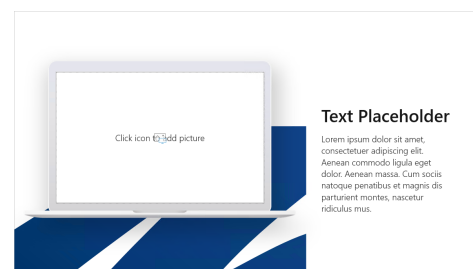 Click icon to add picture
Text Placeholder
Lorem ipsum dolor sit amet,
consectetuer adipiscing elit.
Aenean commodo ligula eget
dolor. Aenean massa. Cum sociis
natoque penatibus et magnis dis
parturient montes, nascetur
ridiculus mus.